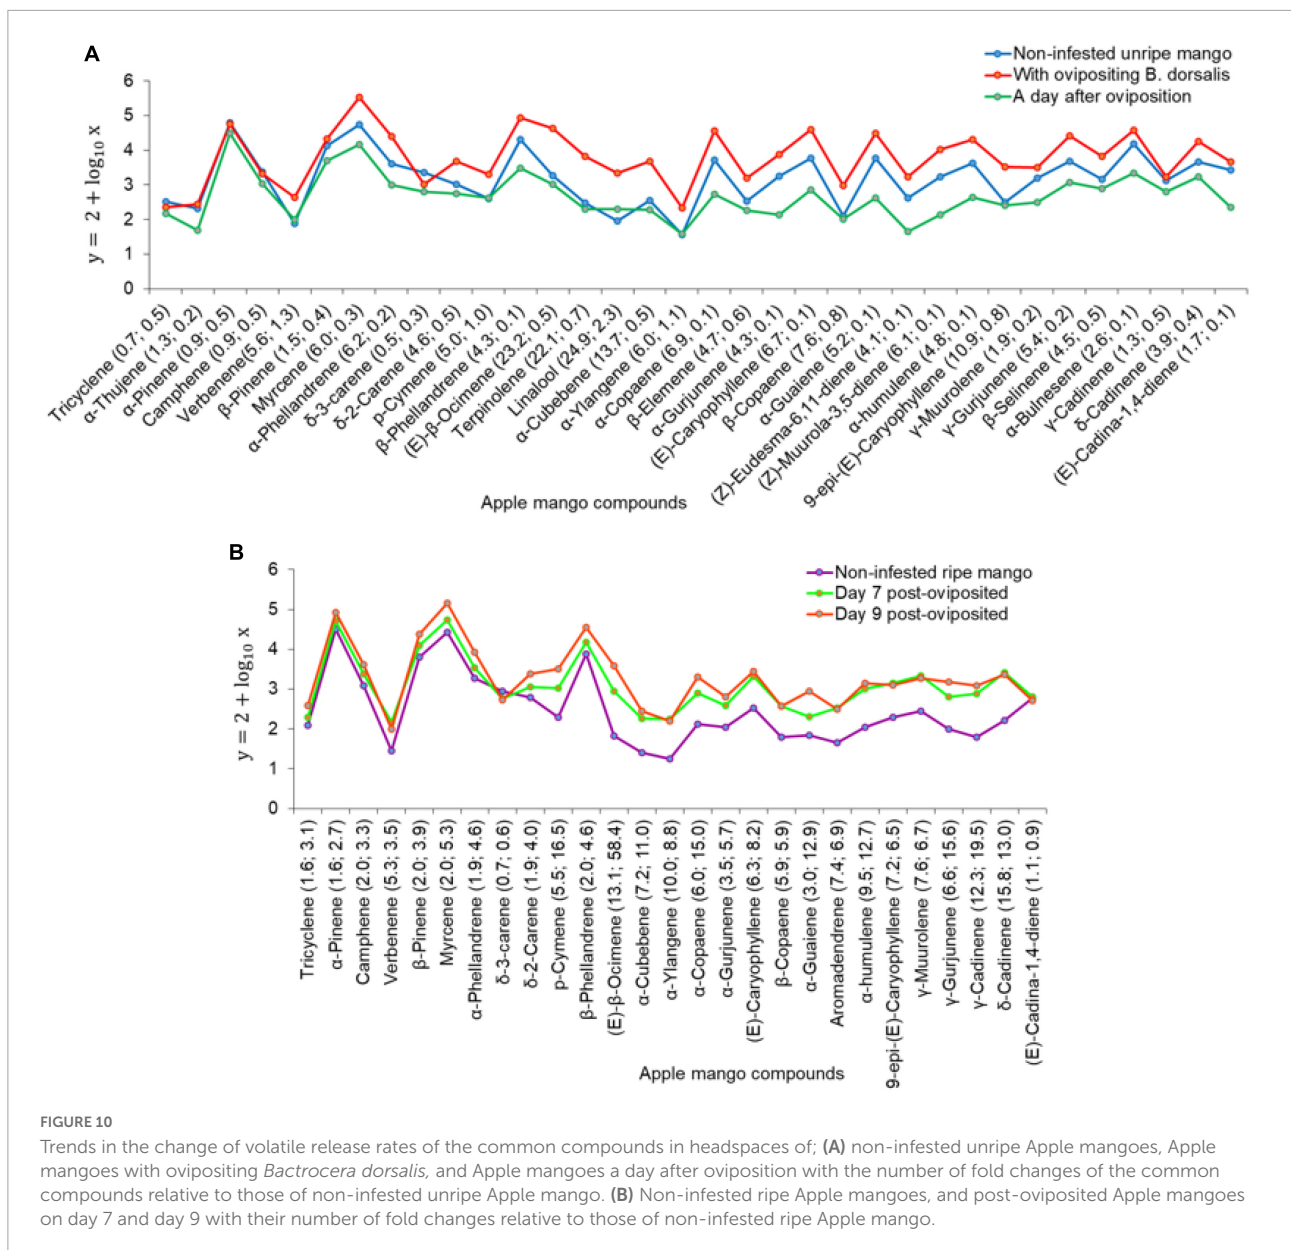 A
Non-infested unripe mango
With ovipositing B. dorsalis
A day after oviposition
y = 2 + log10 x
6
5
4
3
2
1
0
Tricyclene (0.7; 0.5)
α-Thujene (1.3; 0.2)
α-Pinene (0.9; 0.5)
Camphene (0.9; 0.5)
Verbenene (5.6; 1.3)
β-Pinene (1.5; 0.4)
Myrcene (6.0; 0.3)
α-Phellandrene (6.2; 0.2)
δ-3-carene (0.5; 0.3)
δ-2-Carene (4.6; 0.5)
p-Cymene (5.0; 1.0)
β-Phellandrene (4.3; 0.1)
(E)-β-Ocimene (23.2; 0.5)
Terpinolene (22.1; 0.7)
Linalool (24.9; 2.3)
α-Cubebene (13.7; 0.5)
α-Ylangene (6.0; 1.1)
α-Copaene (6.9; 0.1)
β-Elemene (4.7; 0.6)
α-Gurjunene (4.3; 0.1)
(E)-Caryophyllene (6.7; 0.1)
β-Copaene (7.6; 0.8)
α-Guaiene (5.2; 0.1)
(Z)-Eudesma-6,11-diene (4.1; 0.1)
(Z)-Muurola-3,5-diene (6.1; 0.1)
α-humulene (4.8; 0.1)
9-epi-(E)-Caryophyllene (10.9; 0.8)
γ-Muurolene (1.9; 0.2)
γ-Gurjunene (5.4; 0.2)
β-Selinene (4.5; 0.5)
α-Bulnesene (2.6; 0.1)
γ-Cadinene (1.3; 0.5)
δ-Cadinene (3.9; 0.4)
(E)-Cadina-1,4-diene (1.7; 0.1)
Apple mango compounds
B
Non-infested ripe mango
Day 7 post-oviposited
Day 9 post-oviposited
y = 2 + log10 x
6
5
4
3
2
1
0
Tricyclene (1.6; 3.1)
α-Pinene (1.6; 2.7)
Camphene (2.0; 3.3)
Verbenene (5.3; 3.5)
β-Pinene (2.0; 3.9)
Myrcene (2.0; 5.3)
α-Phellandrene (1.9; 4.6)
δ-3-carene (0.7; 0.6)
δ-2-Carene (1.9; 4.0)
p-Cymene (5.5; 16.5)
β-Phellandrene (2.0; 4.6)
(E)-β-Ocimene (13.1; 58.4)
α-Cubebene (7.2; 11.0)
α-Ylangene (10.0; 8.8)
α-Copaene (6.0; 15.0)
α-Gurjunene (3.5; 5.7)
(E)-Caryophyllene (6.3; 8.2)
β-Copaene (5.9; 5.9)
α-Guaiene (3.0; 12.9)
Aromadendrene (7.4; 6.9)
α-humulene (9.5; 12.7)
9-epi-(E)-Caryophyllene (7.2; 6.5)
γ-Muurolene (7.6; 6.7)
γ-Gurjunene (6.6; 15.6)
γ-Cadinene (12.3; 19.5)
δ-Cadinene (15.8; 13.0)
(E)-Cadina-1,4-diene (1.1; 0.9)
Apple mango compounds
FIGURE 10
Trends in the change of volatile release rates of the common compounds in headspaces of; (A) non-infested unripe Apple mangoes, Apple
mangoes with ovipositing Bactrocera dorsalis, and Apple mangoes a day after oviposition with the number of fold changes of the common
compounds relative to those of non-infested unripe Apple mango. (B) Non-infested ripe Apple mangoes, and post-oviposited Apple mangoes
on day 7 and day 9 with their number of fold changes relative to those of non-infested ripe Apple mango.